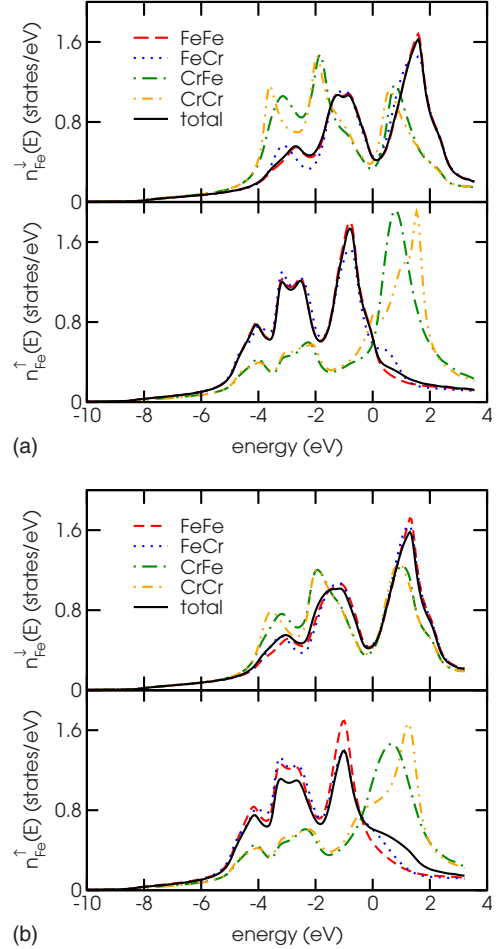 n↓Fe(E) (states/eV)
1.6
0.8
0
FeFe
FeCr
CrFe
CrCr
total
n↑Fe(E) (states/eV)
1.6
0.8
0
-10 -8 -6 -4 -2 0 2 4
energy (eV)
(a)
n↓Fe(E) (states/eV)
1.6
0.8
0
FeFe
FeCr
CrFe
CrCr
total
n↑Fe(E) (states/eV)
1.6
0.8
0
-10 -8 -6 -4 -2 0 2 4
energy (eV)
(b)